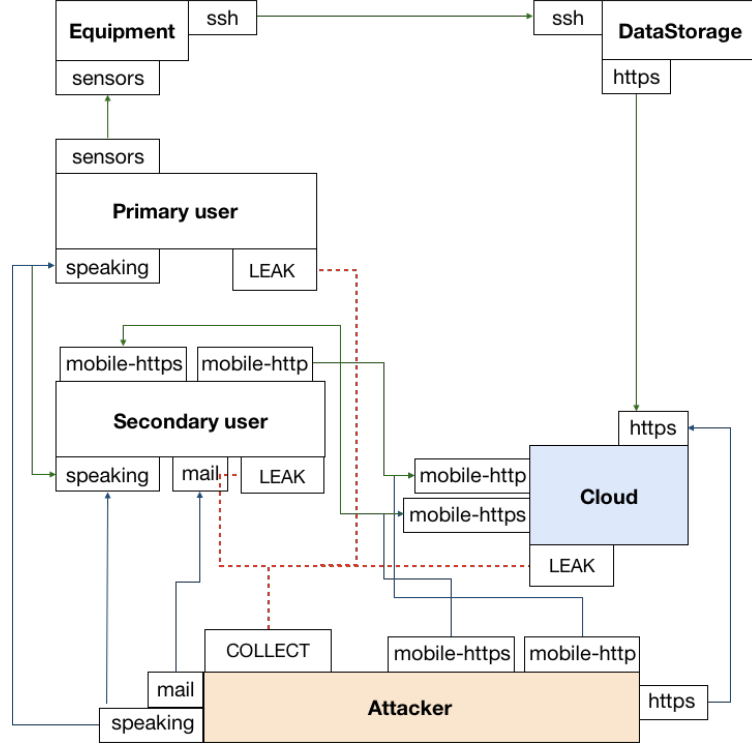 Equipment
ssh
ssh
DataStorage
sensors
https
sensors
Primary user
speaking
LEAK
mobile-https
mobile-http
Secondary user
https
speaking
mail
LEAK
mobile-http
Cloud
mobile-https
LEAK
COLLECT
mobile-https
mobile-http
mail
https
Attacker
speaking